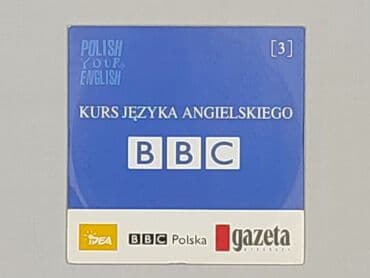 POLISH
YOUR
ENGLISH
[3]
KURS JĘZYKA ANGIELSKIEGO
BBC
IDEA
BBC Polska
gazeta